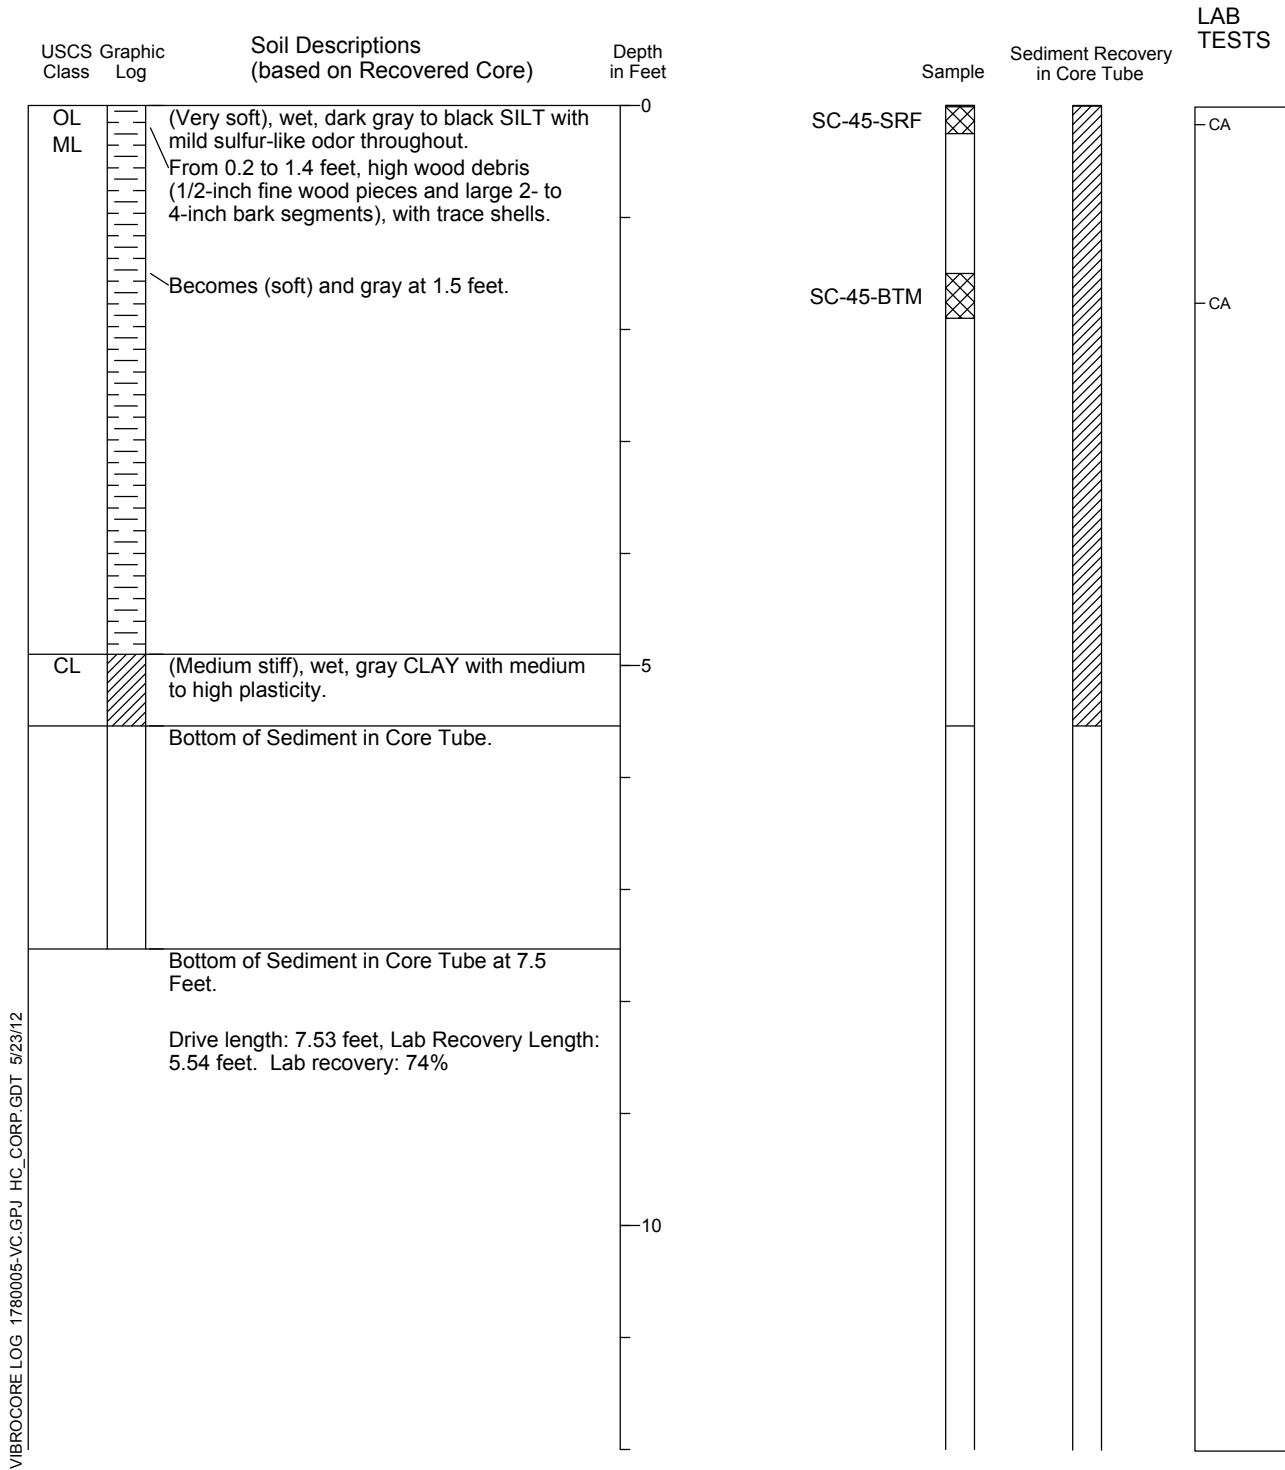 LAB
TESTS
USCS Graphic
Class Log
Soil Descriptions
(based on Recovered Core)
Depth
in Feet
Sample
Sediment Recovery
in Core Tube
0
OL
ML
(Very soft), wet, dark gray to black SILT with
mild sulfur-like odor throughout.
From 0.2 to 1.4 feet, high wood debris
(1/2-inch fine wood pieces and large 2- to
4-inch bark segments), with trace shells.
SC-45-SRF
CA
Becomes (soft) and gray at 1.5 feet.
SC-45-BTM
CA
CL
(Medium stiff), wet, gray CLAY with medium
to high plasticity.
5
Bottom of Sediment in Core Tube.
Bottom of Sediment in Core Tube at 7.5
Feet.
Drive length: 7.53 feet, Lab Recovery Length:
5.54 feet. Lab recovery: 74%
10
VIBROCORE LOG 1780005-VC.GPJ HC_CORP.GDT 5/23/12